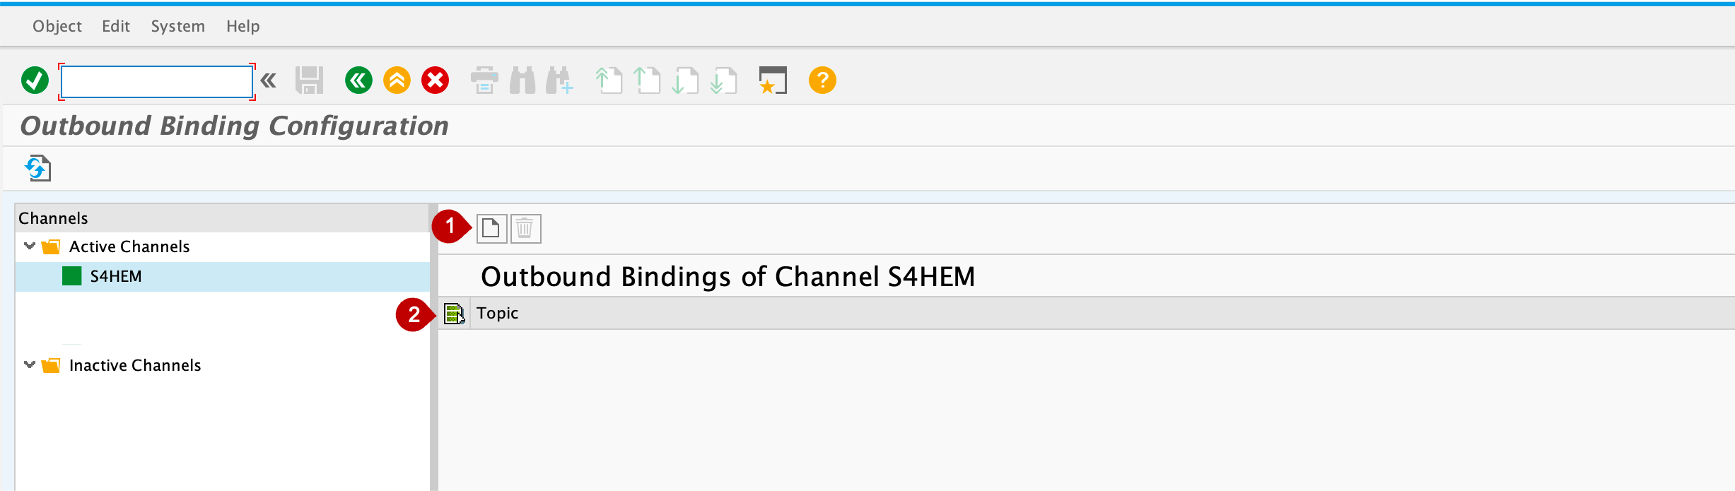 Object Edit System Help
Outbound Binding Configuration
Channels
Active Channels
S4HEM
Inactive Channels
1
Outbound Bindings of Channel S4HEM
2 Topic